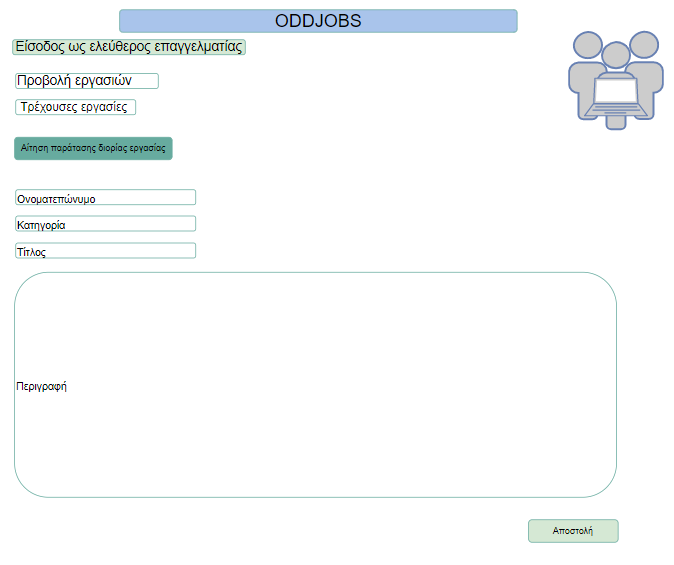 ODDJOBS
Είσοδος ως ελεύθερος επαγγελματίας
Προβολή εργασιών
Τρέχουσες εργασίες
Αίτηση παράτασης διορίας εργασίας
Ονοματεπώνυμο
Κατηγορία
Τίτλος
Περιγραφή
Αποστολή